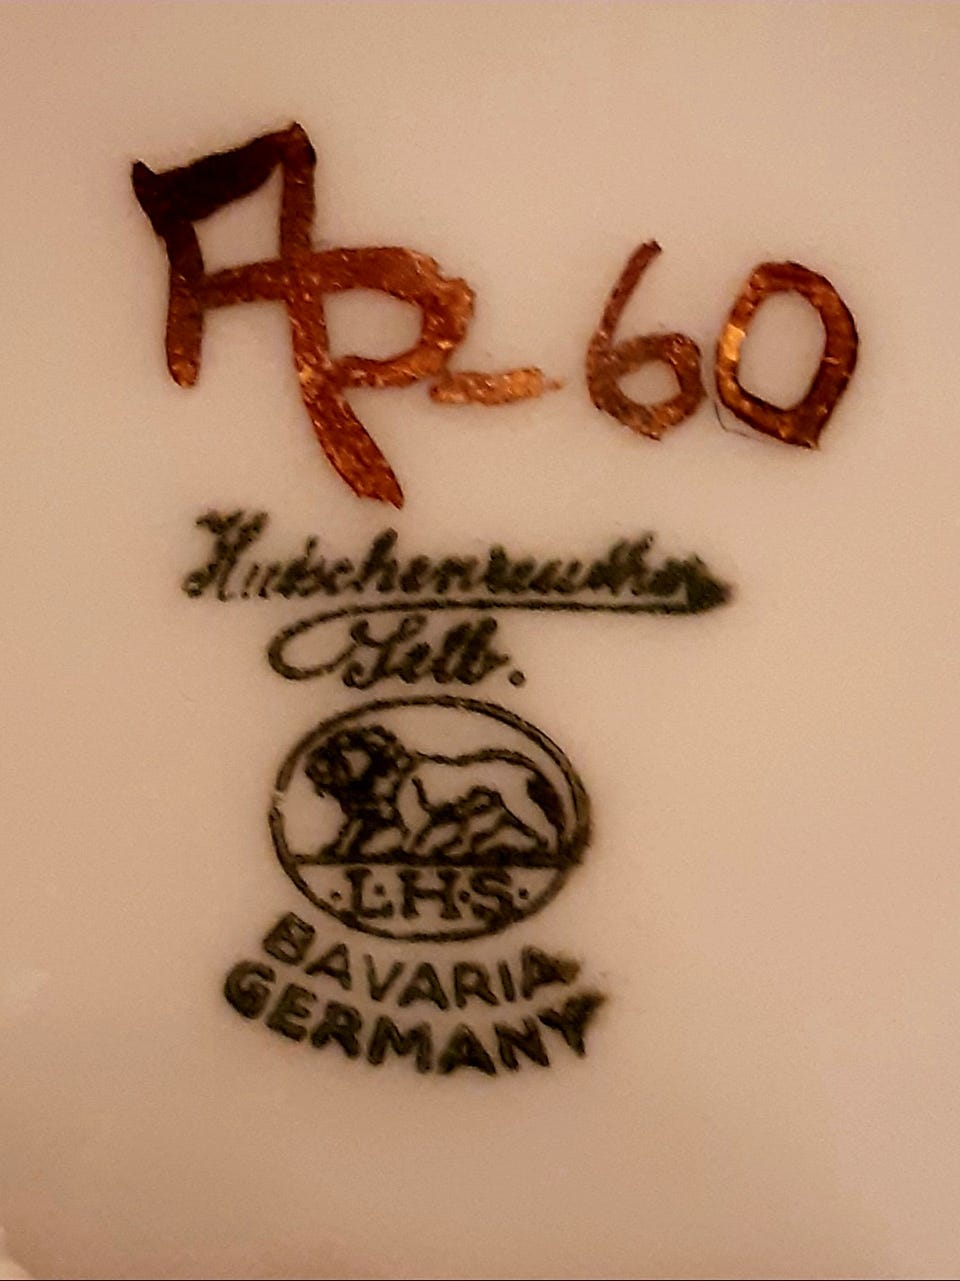 AR-60
Hutschenreuther
Selb.
·L·H·S·
BAVARIA
GERMANY